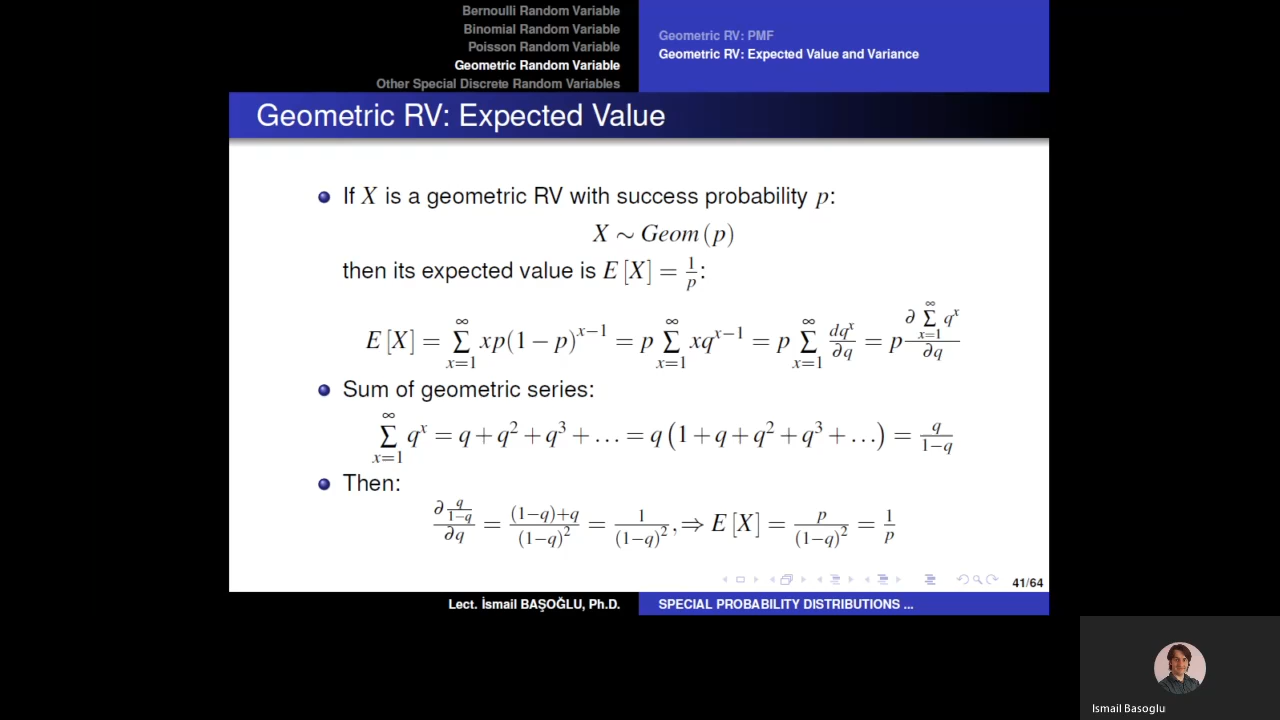 Bernoulli Random Variable
Binomial Random Variable
Poisson Random Variable
Geometric Random Variable
Other Special Discrete Random Variables
Geometric RV: PMF
Geometric RV: Expected Value and Variance
Geometric RV: Expected Value
If X is a geometric RV with success probability p:
X ∼ Geom (p)
then its expected value is E [X] = 1/p:
E [X] = ∑_{x=1}^{∞} xp(1 − p)^{x−1} = p ∑_{x=1}^{∞} xq^{x−1} = p ∑_{x=1}^{∞} dq^x/∂q = p ∂ ∑_{x=1}^{∞} q^x/∂q
Sum of geometric series:
∑_{x=1}^{∞} q^x = q + q^2 + q^3 + … = q (1 + q + q^2 + q^3 + …) = q/(1−q)
Then:
∂ (q/(1−q))/∂q = ((1−q)+q)/(1−q)^2 = 1/(1−q)^2, ⇒ E [X] = p/(1−q)^2 = 1/p
41/64
Lect. İsmail BAŞOĞLU, Ph.D.
SPECIAL PROBABILITY DISTRIBUTIONS ...
Ismail Basoglu